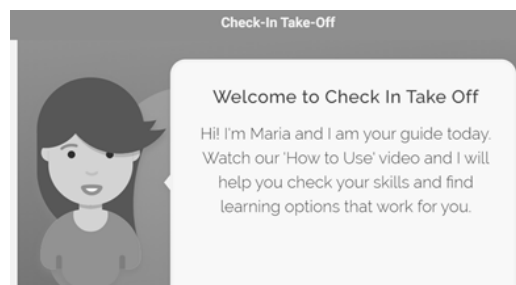 Check-In Take-Off
Welcome to Check In Take Off
Hi! I'm Maria and I am your guide today.
Watch our 'How to Use' video and I will
help you check your skills and find
learning options that work for you.